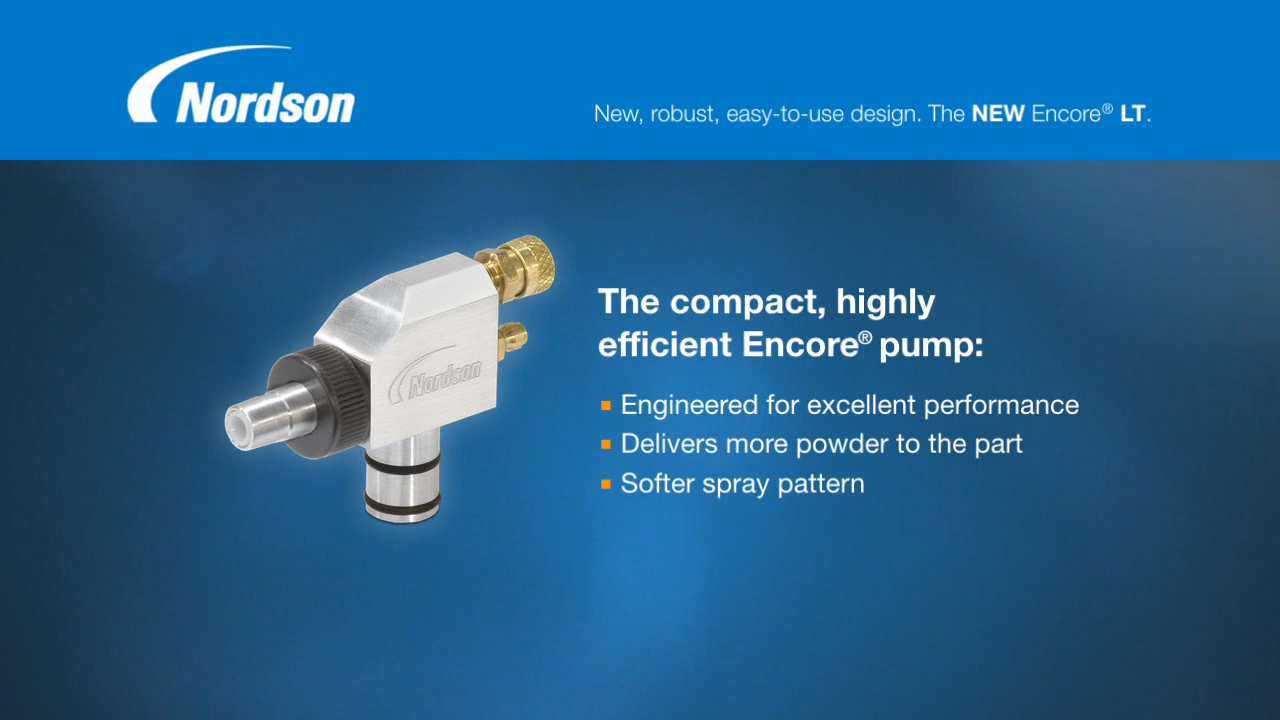 Nordson
New, robust, easy-to-use design. The NEW Encore® LT.
The compact, highly
efficient Encore® pump:
Nordson
▪ Engineered for excellent performance
▪ Delivers more powder to the part
▪ Softer spray pattern